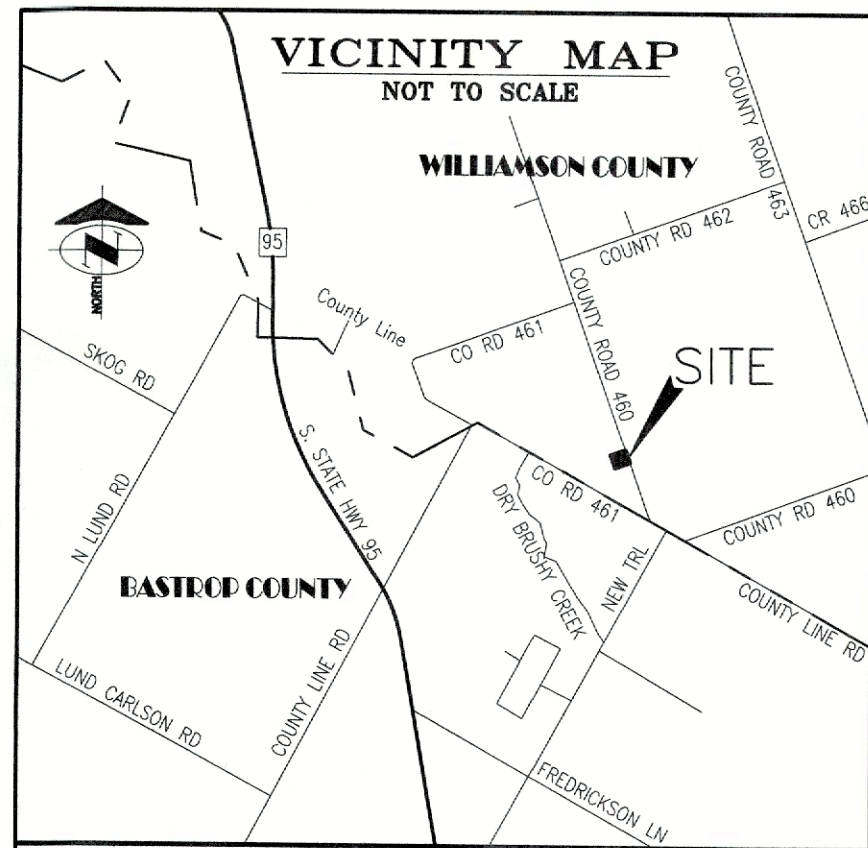 VICINITY MAP
NOT TO SCALE
WILLIAMSON COUNTY
COUNTY ROAD 463
CR 466
COUNTY RD 462
95
NORTH
County Line
COUNTY ROAD 460
CO RD 461
SKOG RD
SITE
S. STATE HWY 95
N LUND RD
CO RD 461
DRY BRUSHY CREEK
COUNTY RD 460
NEW TRL
BASTROP COUNTY
COUNTY LINE RD
COUNTY LINE RD
LUND CARLSON RD
FREDRICKSON LN